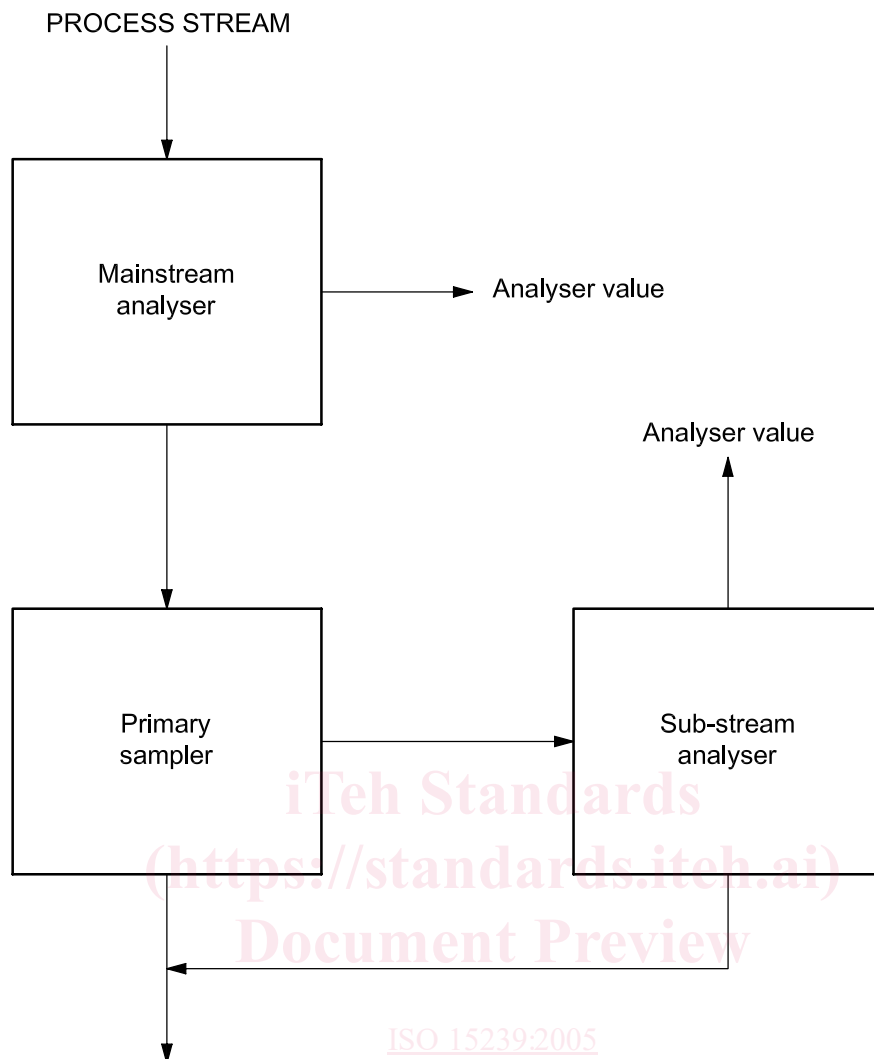 PROCESS STREAM
Mainstream
analyser
Analyser value
Analyser value
Primary
sampler
Sub-stream
analyser
iTeh Standards
(https://standards.iteh.ai)
Document Preview
ISO 15239:2005